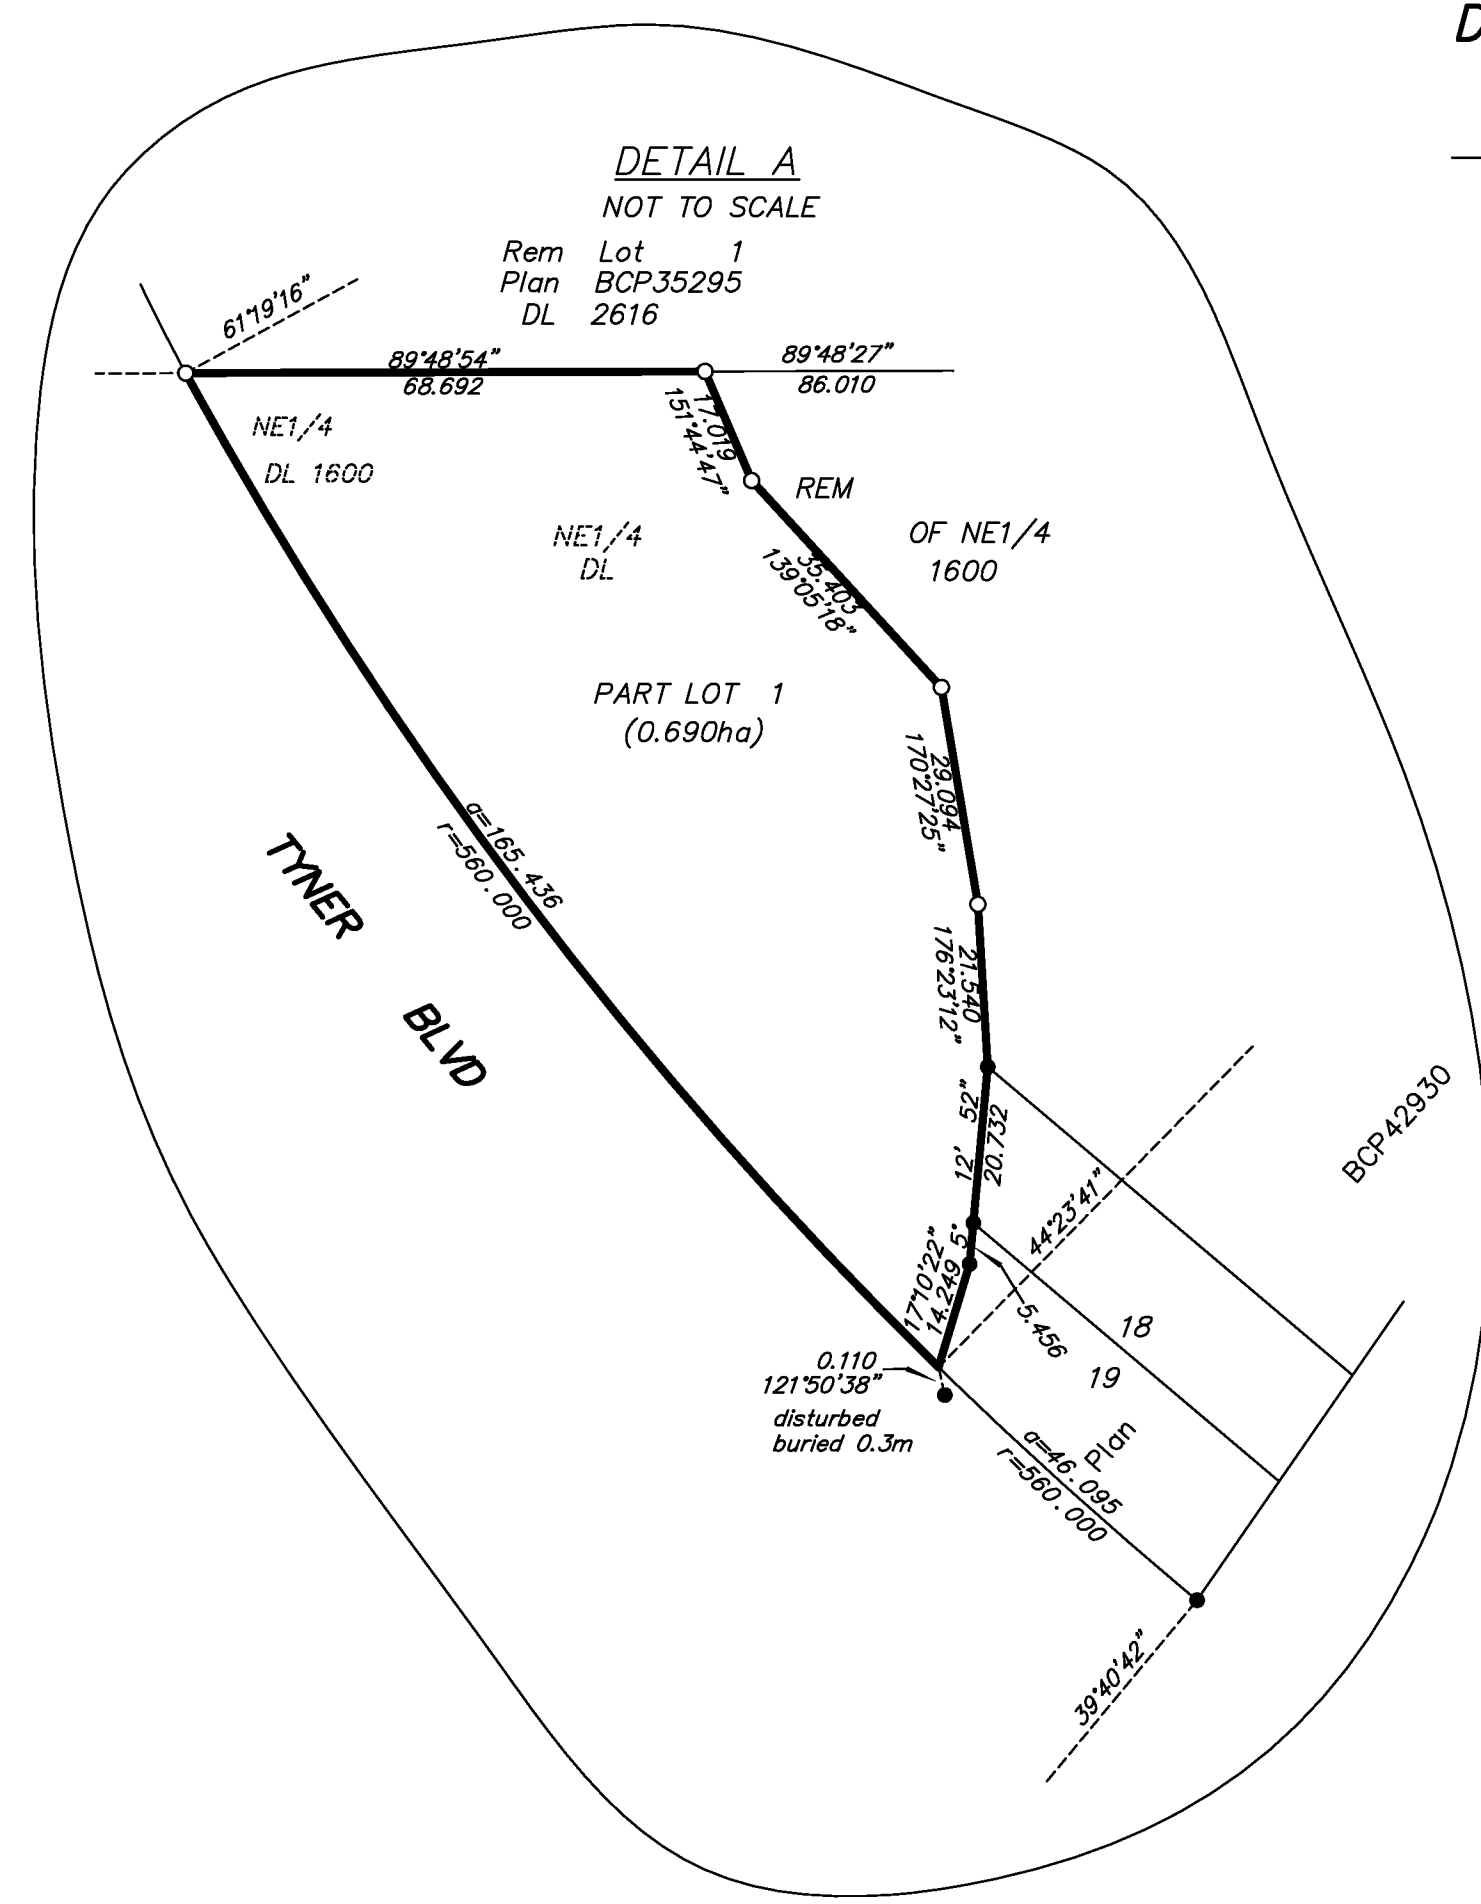 D
DETAIL A
NOT TO SCALE
Rem Lot 1
Plan BCP35295
DL 2616
61°19'16"
89°48'54"
68.692
89°48'27"
86.010
NE1/4
DL 1600
17.019
151°44'47"
REM
NE1/4
DL
OF NE1/4
1600
35.403
139°05'18"
PART LOT 1
(0.690ha)
29.094
170°27'25"
a=165.436
r=560.000
TYNER BLVD
21.540
176°23'12"
5° 12' 52"
20.732
BCP42930
44°23'41"
17°10'22"
14.249
5.456
18
19
0.110
121°50'38"
disturbed
buried 0.3m
Plan
a=46.095
r=560.000
39°40'42"